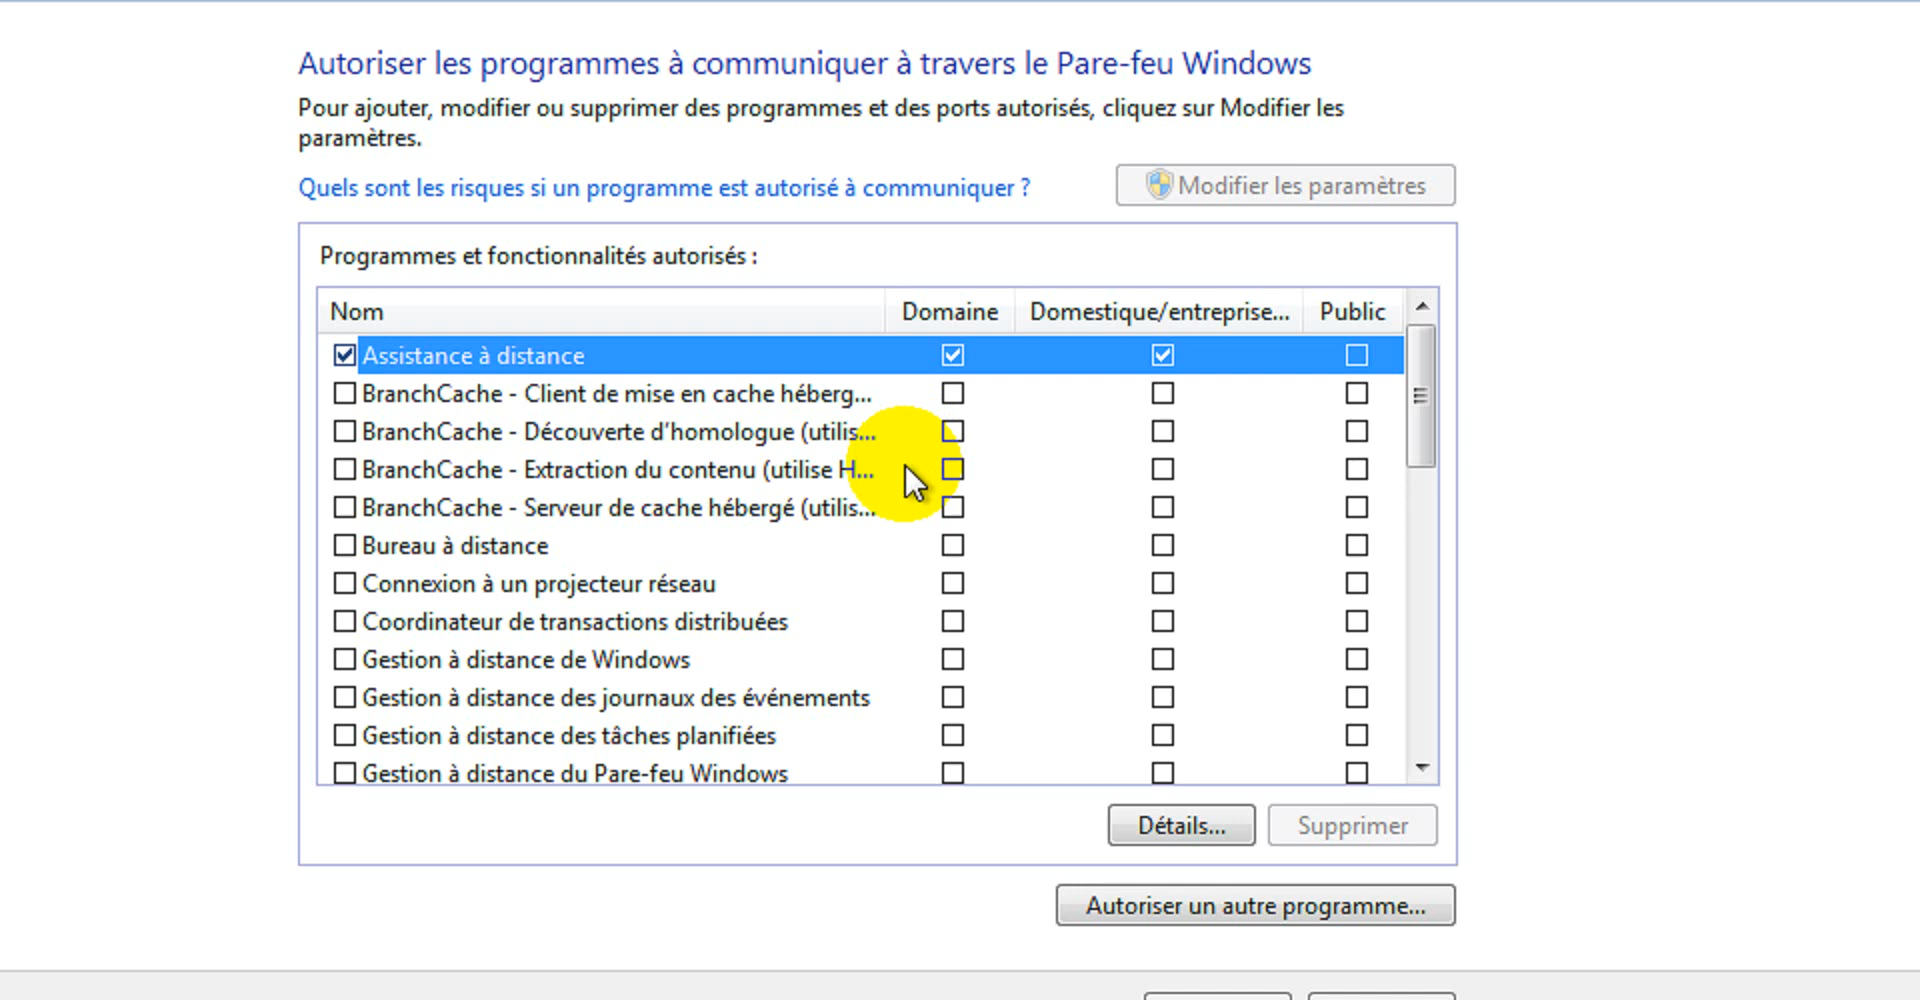 Autoriser les programmes à communiquer à travers le Pare-feu Windows
Pour ajouter, modifier ou supprimer des programmes et des ports autorisés, cliquez sur Modifier les
paramètres.
Quels sont les risques si un programme est autorisé à communiquer ?
Modifier les paramètres
Programmes et fonctionnalités autorisés :
Nom Domaine Domestique/entreprise... Public
Assistance à distance
BranchCache - Client de mise en cache héberg...
BranchCache - Découverte d'homologue (utilis...
BranchCache - Extraction du contenu (utilise H...
BranchCache - Serveur de cache hébergé (utilis...
Bureau à distance
Connexion à un projecteur réseau
Coordinateur de transactions distribuées
Gestion à distance de Windows
Gestion à distance des journaux des événements
Gestion à distance des tâches planifiées
Gestion à distance du Pare-feu Windows
Détails... Supprimer
Autoriser un autre programme...